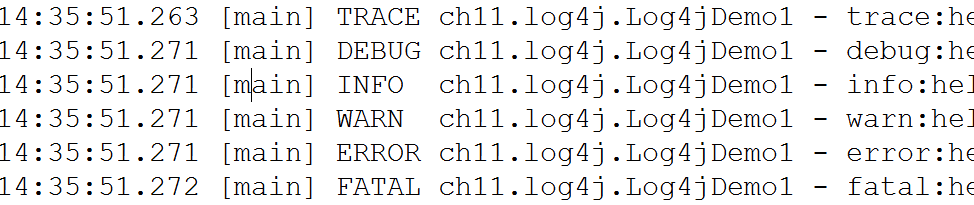 14:35:51.263 [main] TRACE ch11.log4j.Log4jDemo1 - trace:he
14:35:51.271 [main] DEBUG ch11.log4j.Log4jDemo1 - debug:he
14:35:51.271 [main] INFO  ch11.log4j.Log4jDemo1 - info:hel
14:35:51.271 [main] WARN  ch11.log4j.Log4jDemo1 - warn:hel
14:35:51.271 [main] ERROR ch11.log4j.Log4jDemo1 - error:he
14:35:51.272 [main] FATAL ch11.log4j.Log4jDemo1 - fatal:he